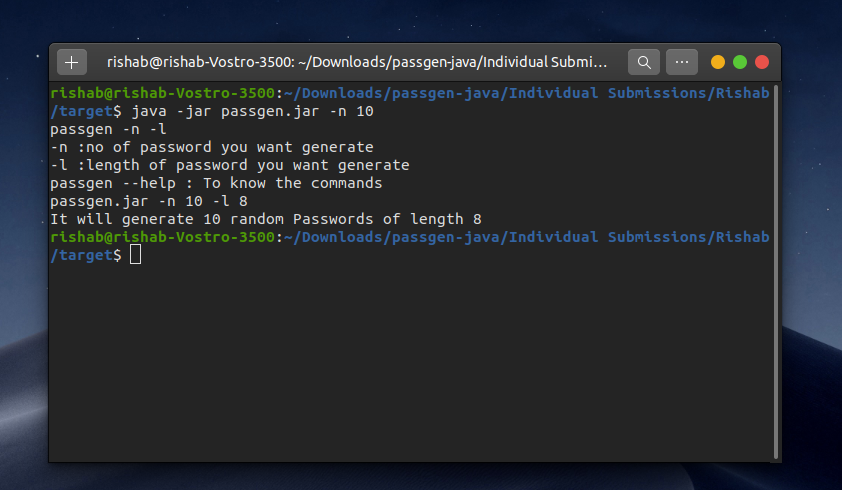 rishab@rishab-Vostro-3500: ~/Downloads/passgen-java/Individual Submi...
rishab@rishab-Vostro-3500:~/Downloads/passgen-java/Individual Submissions/Rishab
/target$ java -jar passgen.jar -n 10
passgen -n -l
-n :no of password you want generate
-l :length of password you want generate
passgen --help : To know the commands
passgen.jar -n 10 -l 8
It will generate 10 random Passwords of length 8
rishab@rishab-Vostro-3500:~/Downloads/passgen-java/Individual Submissions/Rishab
/target$